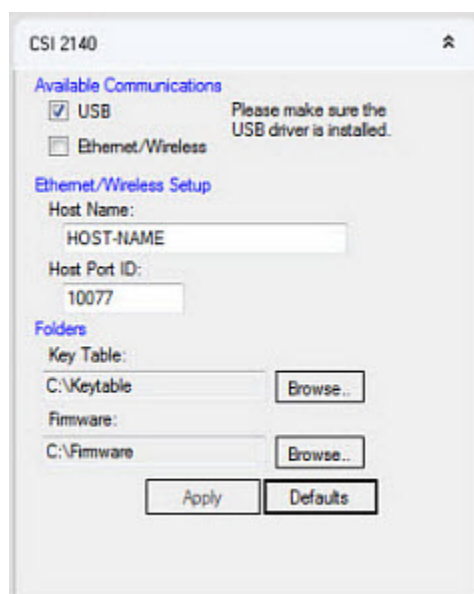 CSI 2140
Available Communications
USB
Please make sure the
USB driver is installed.
Ethernet/Wireless
Ethernet/Wireless Setup
Host Name:
HOST-NAME
Host Port ID:
10077
Folders
Key Table:
C:\Keytable
Browse..
Firmware:
C:\Firmware
Browse..
Apply
Defaults